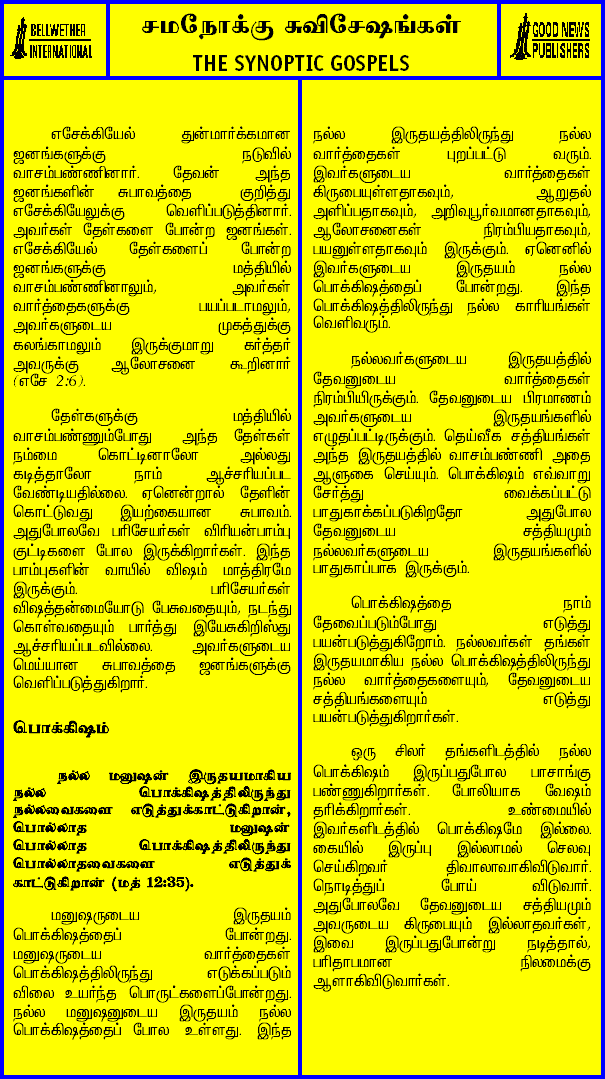 BELLWETHER
INTERNATIONAL
சமநோக்கு சுவிசேஷங்கள்
THE SYNOPTIC GOSPELS
GOOD NEWS
PUBLISHERS
எசேக்கியேல் துன்மார்க்கமான
ஜனங்களுக்கு நடுவில்
வாசம்பண்ணினார். தேவன் அந்த
ஜனங்களின் சுபாவத்தை குறித்து
எசேக்கியேலுக்கு வெளிப்படுத்தினார்.
அவர்கள் தேள்களை போன்ற ஜனங்கள்.
எசேக்கியேல் தேள்களைப் போன்ற
ஜனங்களுக்கு மத்தியில்
வாசம்பண்ணினாலும், அவர்கள்
வார்த்தைகளுக்கு பயப்படாமலும்,
அவர்களுடைய முகத்துக்கு
கலங்காமலும் இருக்குமாறு கர்த்தர்
அவருக்கு ஆலோசனை கூறினார்
(எசே 2:6).
தேள்களுக்கு மத்தியில்
வாசம்பண்ணும்போது அந்த தேள்கள்
நம்மை கொட்டினாலோ அல்லது
கடித்தாலோ நாம் ஆச்சரியப்பட
வேண்டியதில்லை. ஏனென்றால் தேளின்
கொட்டுவது இயற்கையான சுபாவம்.
அதுபோலவே பரிசேயர்கள் விரியன்பாம்பு
குட்டிகளை போல இருக்கிறார்கள். இந்த
பாம்புகளின் வாயில் விஷம் மாத்திரமே
இருக்கும். பரிசேயர்கள்
விஷத்தன்மையோடு பேசுவதையும், நடந்து
கொள்வதையும் பார்த்து இயேசுகிறிஸ்து
ஆச்சரியப்படவில்லை. அவர்களுடைய
மெய்யான சுபாவத்தை ஜனங்களுக்கு
வெளிப்படுத்துகிறார்.
பொக்கிஷம்
நல்ல மனுஷன் இருதயமாகிய
நல்ல பொக்கிஷத்திலிருந்து
நல்லவைகளை எடுத்துக்காட்டுகிறான்,
பொல்லாத மனுஷன்
பொல்லாத பொக்கிஷத்திலிருந்து
பொல்லாதவைகளை எடுத்துக்
காட்டுகிறான் (மத் 12:35).
மனுஷருடைய இருதயம்
பொக்கிஷத்தைப் போன்றது.
மனுஷருடைய வார்த்தைகள்
பொக்கிஷத்திலிருந்து எடுக்கப்படும்
விலை உயர்ந்த பொருட்களைப்போன்றது.
நல்ல மனுஷனுடைய இருதயம் நல்ல
பொக்கிஷத்தைப் போல உள்ளது. இந்த
நல்ல இருதயத்திலிருந்து நல்ல
வார்த்தைகள் புறப்பட்டு வரும்.
இவர்களுடைய வார்த்தைகள்
கிருபையுள்ளதாகவும், ஆறுதல்
அளிப்பதாகவும், அறிவுபூர்வமானதாகவும்,
ஆலோசனைகள் நிரம்பியதாகவும்,
பயனுள்ளதாகவும் இருக்கும். ஏனெனில்
இவர்களுடைய இருதயம் நல்ல
பொக்கிஷத்தைப் போன்றது. இந்த
பொக்கிஷத்திலிருந்து நல்ல காரியங்கள்
வெளிவரும்.
நல்லவர்களுடைய இருதயத்தில்
தேவனுடைய வார்த்தைகள்
நிரம்பியிருக்கும். தேவனுடைய பிரமாணம்
அவர்களுடைய இருதயங்களில்
எழுதப்பட்டிருக்கும். தெய்வீக சத்தியங்கள்
அந்த இருதயத்தில் வாசம்பண்ணி அதை
ஆளுகை செய்யும். பொக்கிஷம் எவ்வாறு
சேர்த்து வைக்கப்பட்டு
பாதுகாக்கப்படுகிறதோ அதுபோல
தேவனுடைய சத்தியமும்
நல்லவர்களுடைய இருதயங்களில்
பாதுகாப்பாக இருக்கும்.
பொக்கிஷத்தை நாம்
தேவைப்படும்போது எடுத்து
பயன்படுத்துகிறோம். நல்லவர்கள் தங்கள்
இருதயமாகிய நல்ல பொக்கிஷத்திலிருந்து
நல்ல வார்த்தைகளையும், தேவனுடைய
சத்தியங்களையும் எடுத்து
பயன்படுத்துகிறார்கள்.
ஒரு சிலர் தங்களிடத்தில் நல்ல
பொக்கிஷம் இருப்பதுபோல பாசாங்கு
பண்ணுகிறார்கள். போலியாக வேஷம்
தரிக்கிறார்கள். உண்மையில்
இவர்களிடத்தில் பொக்கிஷமே இல்லை.
கையில் இருப்பு இல்லாமல் செலவு
செய்கிறவர் திவாலாவாகிவிடுவார்.
நொடித்துப் போய் விடுவார்.
அதுபோலவே தேவனுடைய சத்தியமும்
அவருடைய கிருபையும் இல்லாதவர்கள்,
இவை இருப்பதுபோன்று நடித்தால்,
பரிதாபமான நிலமைக்கு
ஆளாகிவிடுவார்கள்.